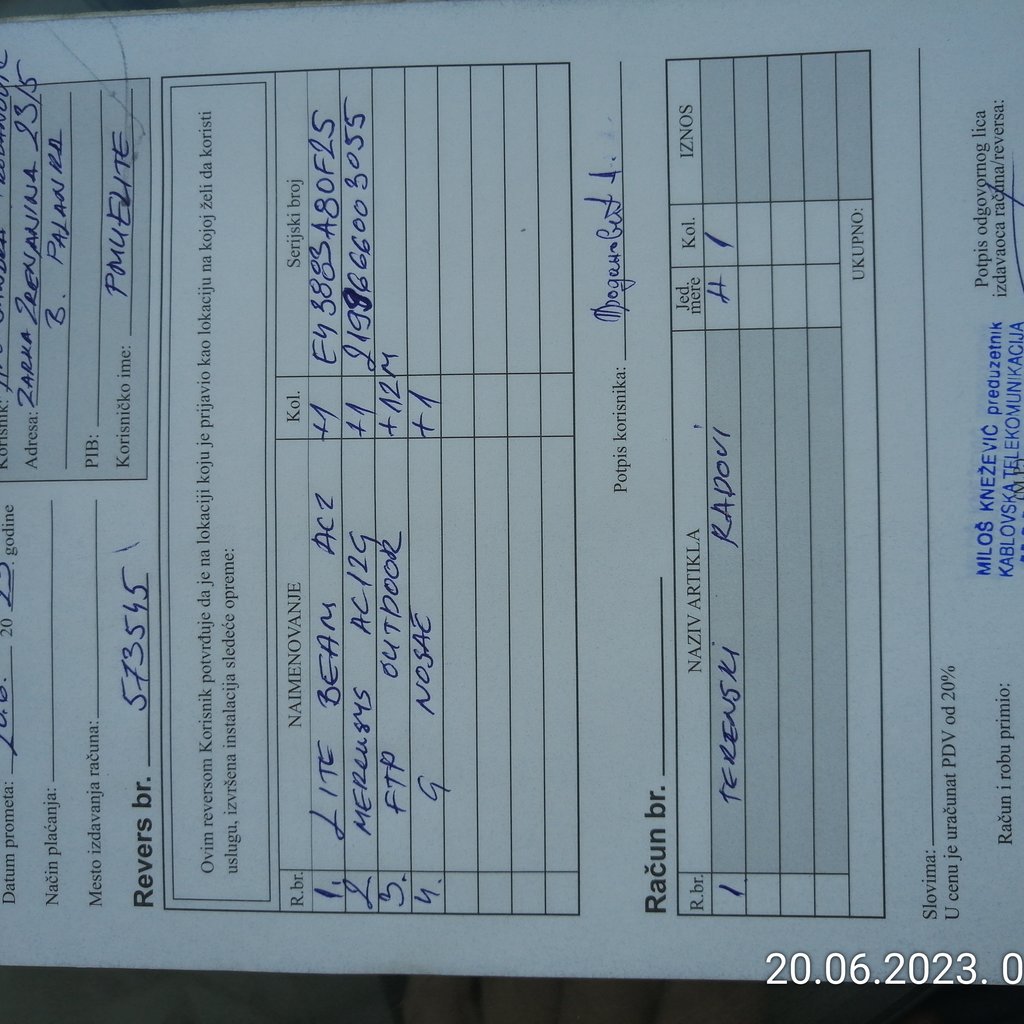 Datum prometa: 20 23. godine
Način plaćanja:
Mesto izdavanja računa:
Korisnik:
Adresa: ŽARKA ZRENANINA 23/5
B. PALANKA
PIB:
Korisničko ime: POMUELITE
Revers br. 573545
Ovim reversom Korisnik potvrđuje da je na lokaciji koju je prijavio kao lokaciju na kojoj želi da koristi
uslugu, izvršena instalacija sledeće opreme:
R.br. NAIMENOVANJE Kol. Serijski broj
1. LITE BEAM AC2 +1 E43883A80F25
2. MERCUSYS AC12G +1 2198666003055
3. FTP OUTDOOR +12M
4. G NOSAČ +1
Potpis korisnika:
Račun br.
R.br. NAZIV ARTIKLA Jed. mere Kol. IZNOS
1. TERENSKI RADOVI H 1
UKUPNO:
Slovima:
U cenu je uračunat PDV od 20%
Račun i robu primio:
MILOŠ KNEŽEVIĆ preduzetnik
KABLOVSKA TELEKOMUNIKACIJA
Potpis odgovornog lica
izdavaoca računa/reversa:
20.06.2023. 0